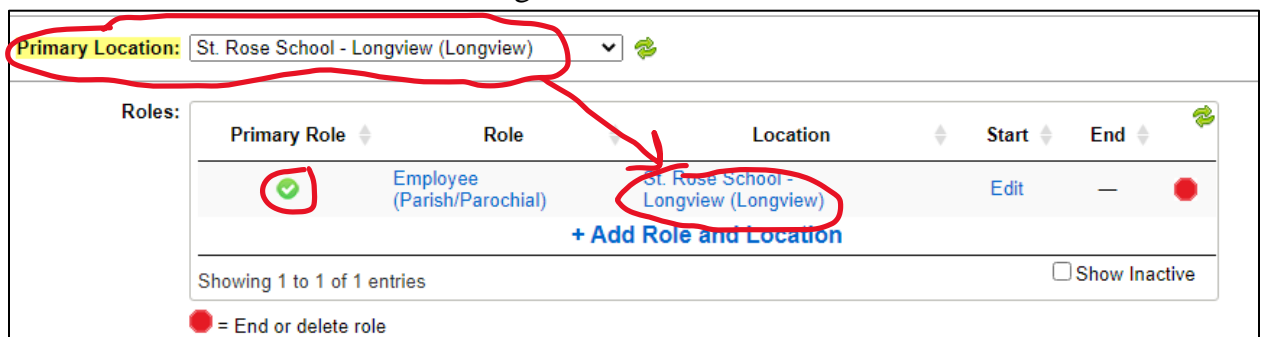 Primary Location: St. Rose School - Longview (Longview)
Roles:
Primary Role Role Location Start End
Employee (Parish/Parochial) St. Rose School - Longview (Longview) Edit —
+ Add Role and Location
Showing 1 to 1 of 1 entries Show Inactive
= End or delete role